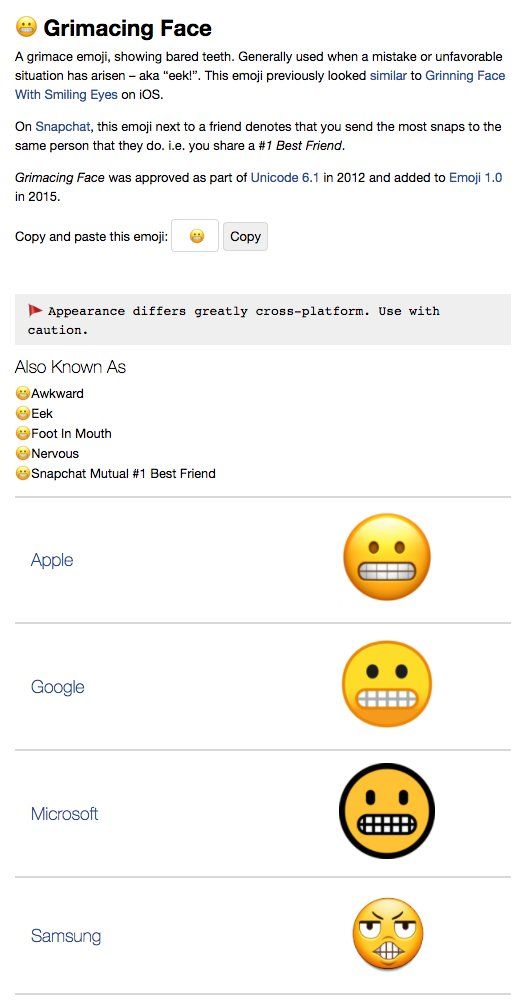 😬 Grimacing Face
A grimace emoji, showing bared teeth. Generally used when a mistake or unfavorable
situation has arisen – aka “eek!”. This emoji previously looked similar to Grinning Face
With Smiling Eyes on iOS.
On Snapchat, this emoji next to a friend denotes that you send the most snaps to the
same person that they do. i.e. you share a #1 Best Friend.
Grimacing Face was approved as part of Unicode 6.1 in 2012 and added to Emoji 1.0
in 2015.
Copy and paste this emoji: 😬 Copy
🚩 Appearance differs greatly cross-platform. Use with
caution.
Also Known As
😬Awkward
😬Eek
😬Foot In Mouth
😬Nervous
😬Snapchat Mutual #1 Best Friend
Apple
Google
Microsoft
Samsung